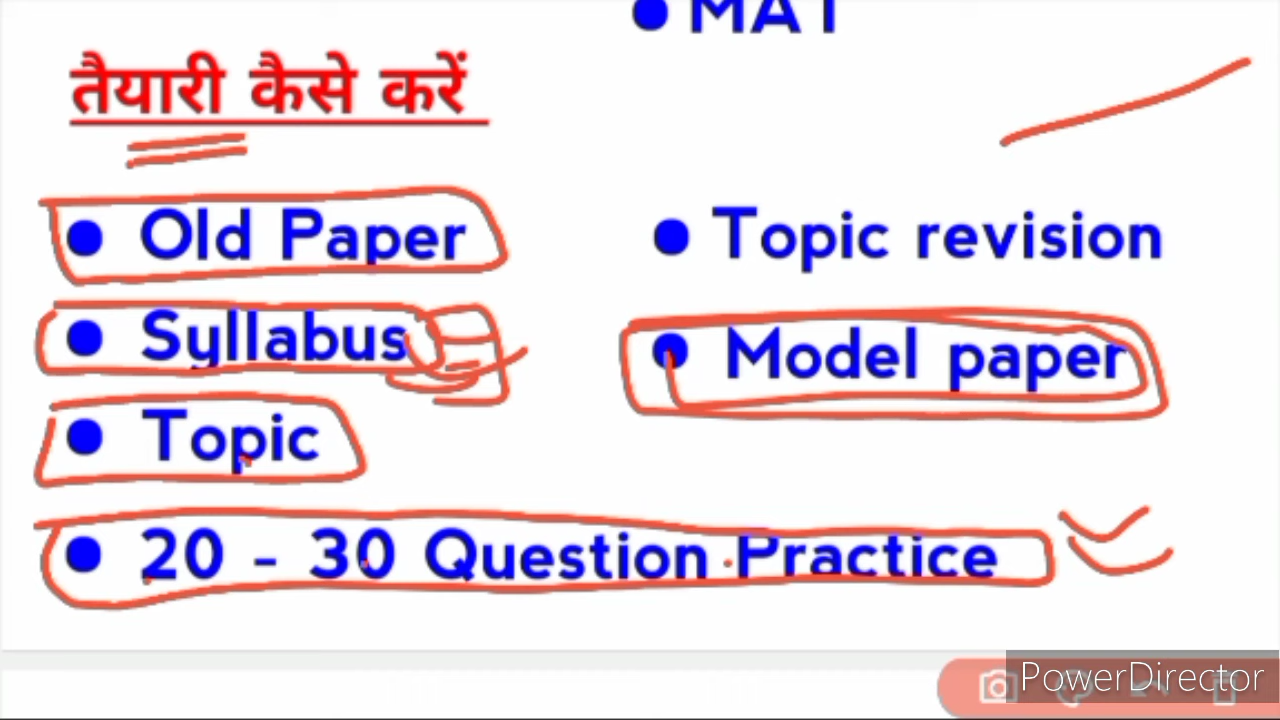 • MAT
तैयारी कैसे करें
• Old Paper
• Topic revision
• Syllabus
• Model paper
• Topic
• 20 - 30 Question Practice
PowerDirector